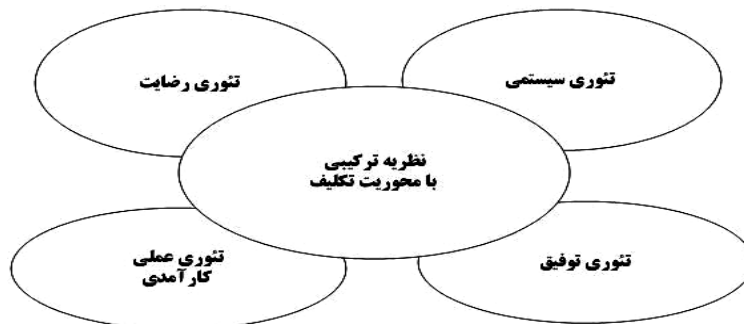 تئوری سیستمی
تئوری رضایت
نظریه ترکیبی
با محوریت تکلیف
تئوری توفیق
تئوری عملی
کارآمدی